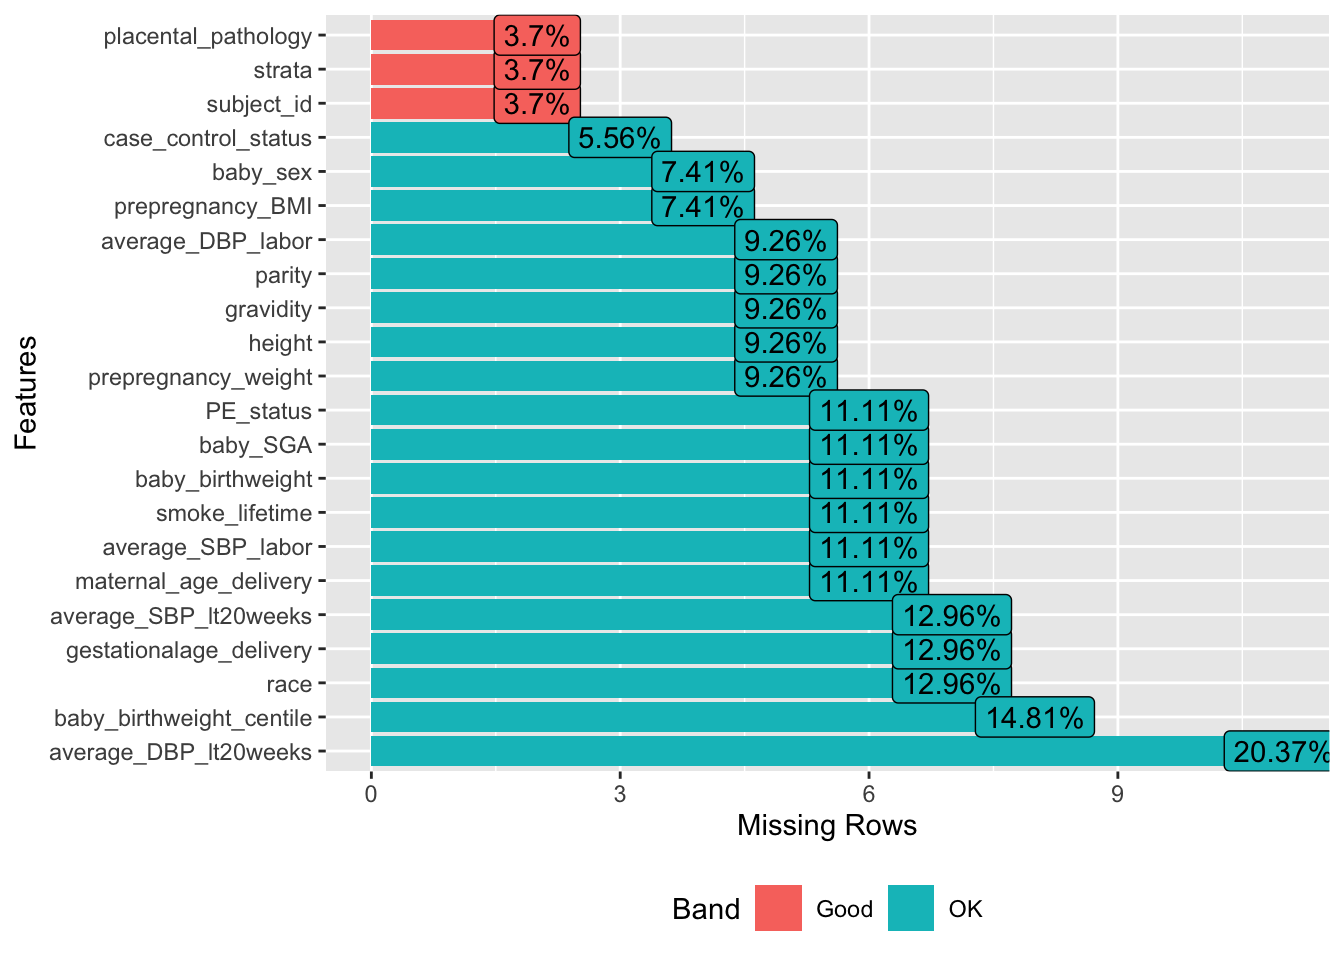 placental_pathology 3.7%
strata 3.7%
subject_id 3.7%
case_control_status 5.56%
baby_sex 7.41%
prepregnancy_BMI 7.41%
average_DBP_labor 9.26%
parity 9.26%
gravidity 9.26%
height 9.26%
prepregnancy_weight 9.26%
PE_status 11.11%
baby_SGA 11.11%
baby_birthweight 11.11%
smoke_lifetime 11.11%
average_SBP_labor 11.11%
maternal_age_delivery 11.11%
average_SBP_lt20weeks 12.96%
gestationalage_delivery 12.96%
race 12.96%
baby_birthweight_centile 14.81%
average_DBP_lt20weeks 20.37%
Features
0 3 6 9
Missing Rows
Band Good OK